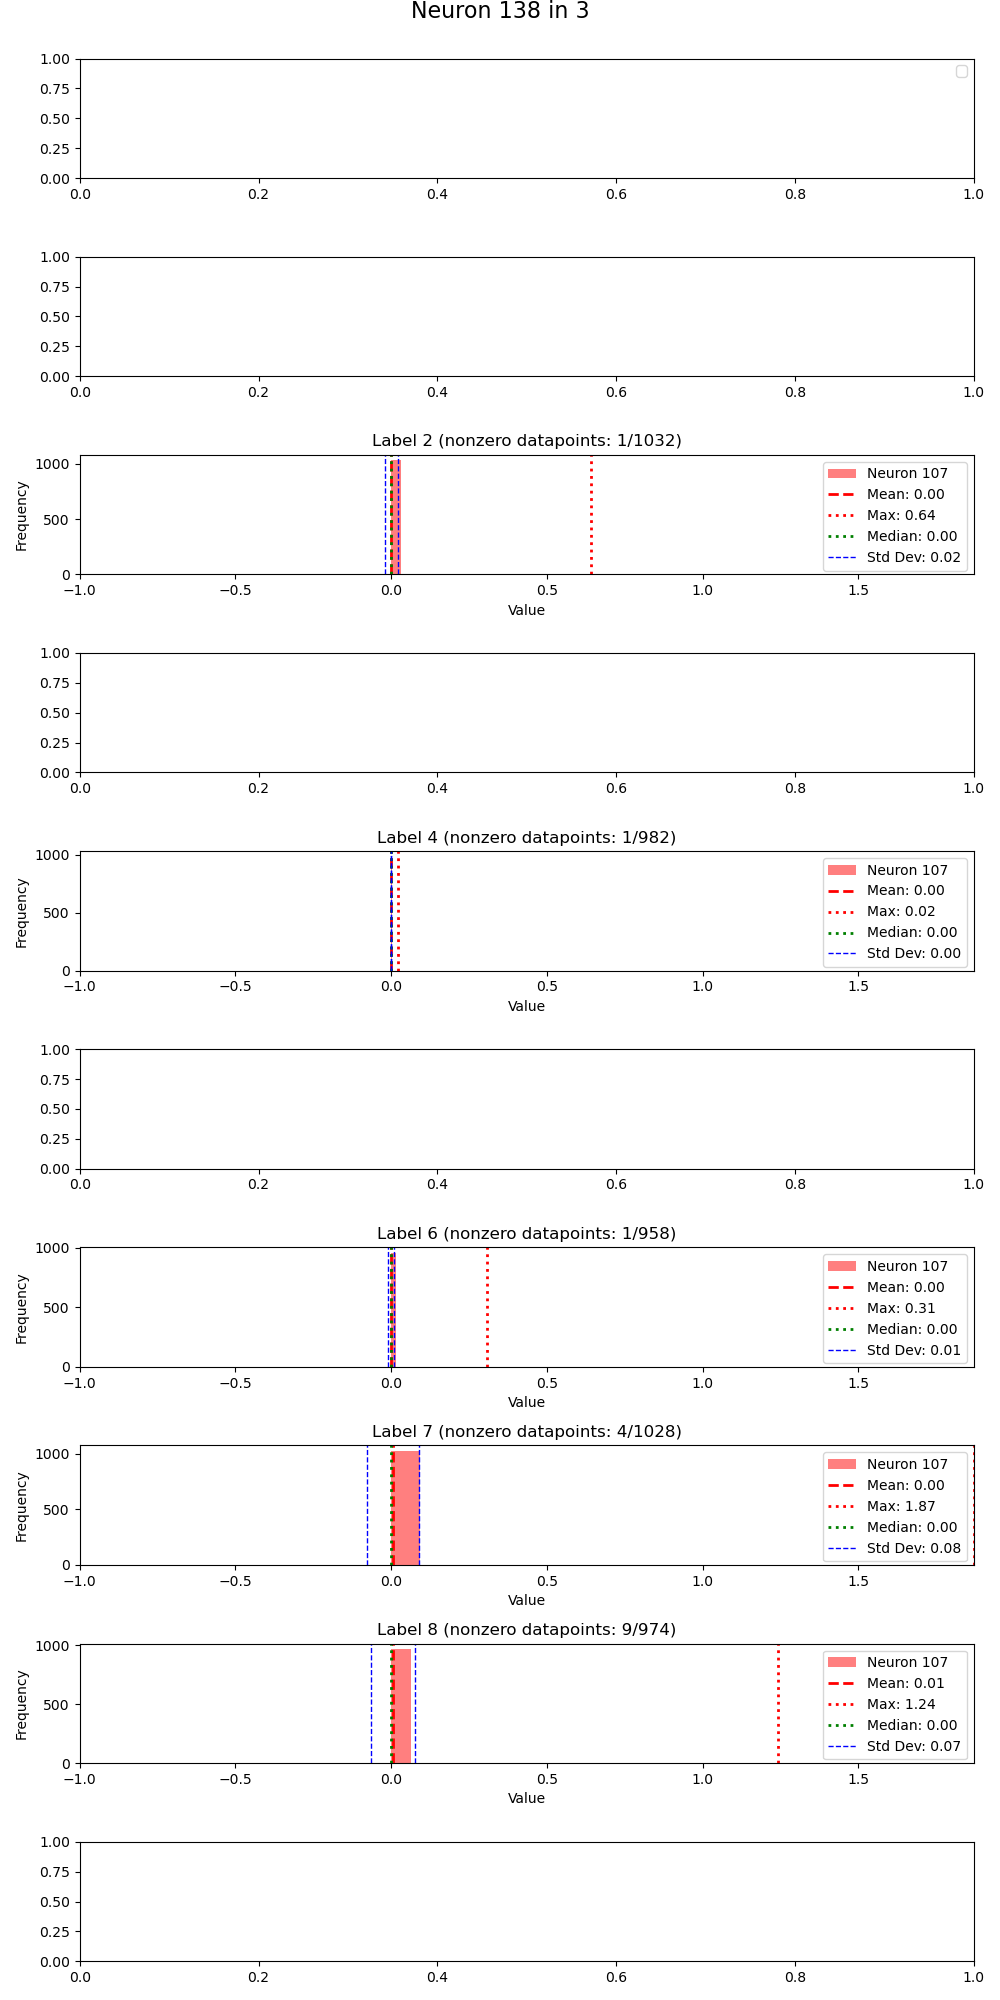 Neuron 138 in 3
1.00
0.75
0.50
0.25
0.00
0.0 0.2 0.4 0.6 0.8 1.0
1.00
0.75
0.50
0.25
0.00
0.0 0.2 0.4 0.6 0.8 1.0
Label 2 (nonzero datapoints: 1/1032)
Frequency
1000
500
0
Neuron 107
Mean: 0.00
Max: 0.64
Median: 0.00
Std Dev: 0.02
−1.0 −0.5 0.0 0.5 1.0 1.5
Value
1.00
0.75
0.50
0.25
0.00
0.0 0.2 0.4 0.6 0.8 1.0
Label 4 (nonzero datapoints: 1/982)
Frequency
1000
500
0
Neuron 107
Mean: 0.00
Max: 0.02
Median: 0.00
Std Dev: 0.00
−1.0 −0.5 0.0 0.5 1.0 1.5
Value
1.00
0.75
0.50
0.25
0.00
0.0 0.2 0.4 0.6 0.8 1.0
Label 6 (nonzero datapoints: 1/958)
Frequency
1000
500
0
Neuron 107
Mean: 0.00
Max: 0.31
Median: 0.00
Std Dev: 0.01
−1.0 −0.5 0.0 0.5 1.0 1.5
Value
Label 7 (nonzero datapoints: 4/1028)
Frequency
1000
500
0
Neuron 107
Mean: 0.00
Max: 1.87
Median: 0.00
Std Dev: 0.08
−1.0 −0.5 0.0 0.5 1.0 1.5
Value
Label 8 (nonzero datapoints: 9/974)
Frequency
1000
500
0
Neuron 107
Mean: 0.01
Max: 1.24
Median: 0.00
Std Dev: 0.07
−1.0 −0.5 0.0 0.5 1.0 1.5
Value
1.00
0.75
0.50
0.25
0.00
0.0 0.2 0.4 0.6 0.8 1.0